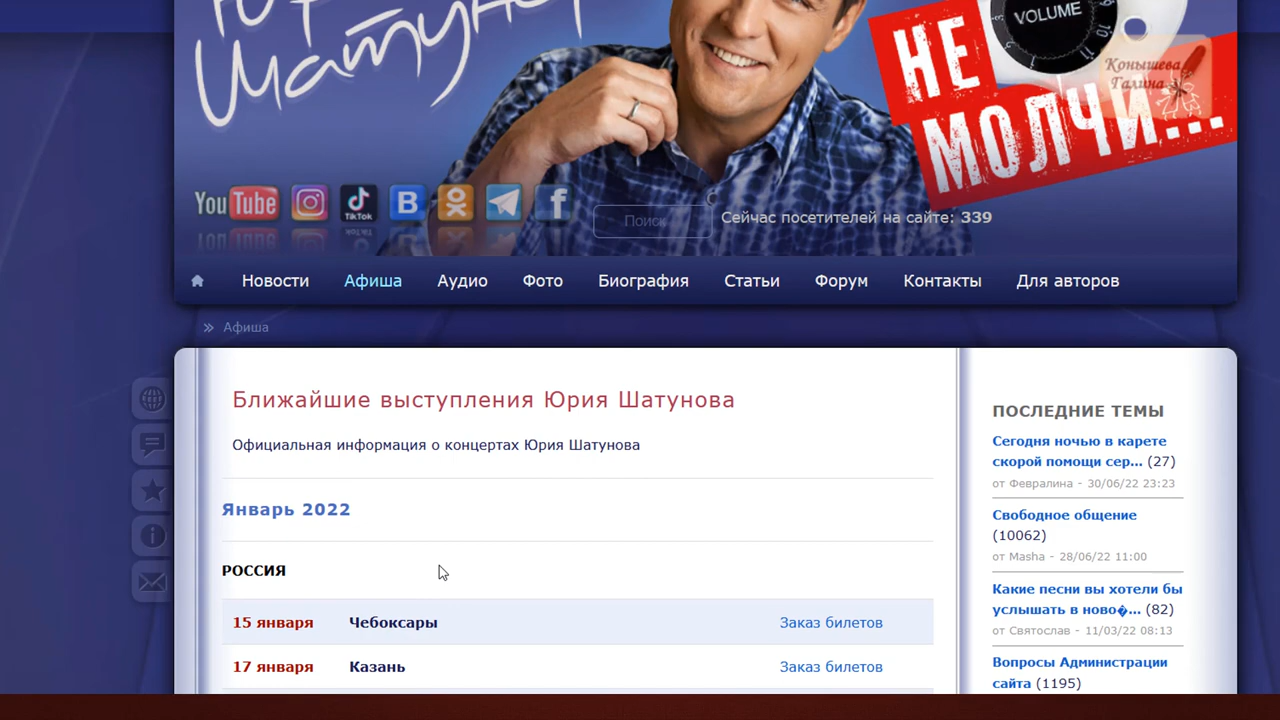 Шатунов
НЕ
МОЛЧИ...
VOLUME
Конышева
Галина
YouTube
TikTok
Поиск
Сейчас посетителей на сайте: 339
Новости Афиша Аудио Фото Биография Статьи Форум Контакты Для авторов
» Афиша
Ближайшие выступления Юрия Шатунова
Официальная информация о концертах Юрия Шатунова
Январь 2022
РОССИЯ
15 января Чебоксары Заказ билетов
17 января Казань Заказ билетов
ПОСЛЕДНИЕ ТЕМЫ
Сегодня ночью в карете
скорой помощи сер... (27)
от Февралина - 30/06/22 23:23
Свободное общение
(10062)
от Masha - 28/06/22 11:00
Какие песни вы хотели бы
услышать в ново�... (82)
от Святослав - 11/03/22 08:13
Вопросы Администрации
сайта (1195)